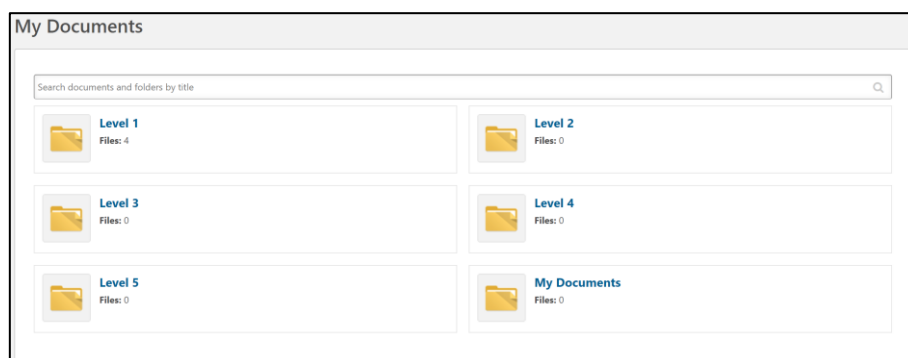 My Documents
Search documents and folders by title
Level 1
Files: 4
Level 2
Files: 0
Level 3
Files: 0
Level 4
Files: 0
Level 5
Files: 0
My Documents
Files: 0